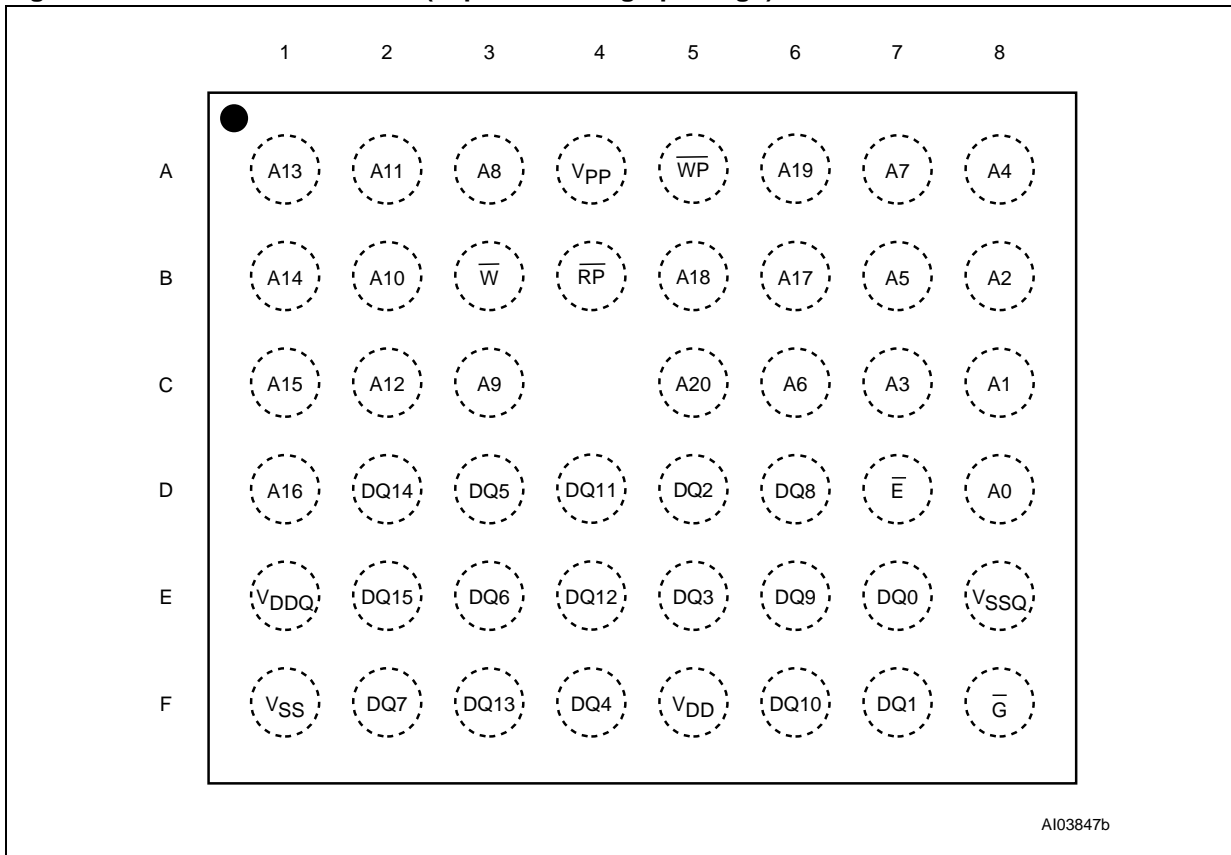 1 2 3 4 5 6 7 8
A A13 A11 A8 VPP W̅P̅ A19 A7 A4
B A14 A10 W̅ R̅P̅ A18 A17 A5 A2
C A15 A12 A9 A20 A6 A3 A1
D A16 DQ14 DQ5 DQ11 DQ2 DQ8 E̅ A0
E VDDQ DQ15 DQ6 DQ12 DQ3 DQ9 DQ0 VSSQ
F VSS DQ7 DQ13 DQ4 VDD DQ10 DQ1 G̅
AI03847b